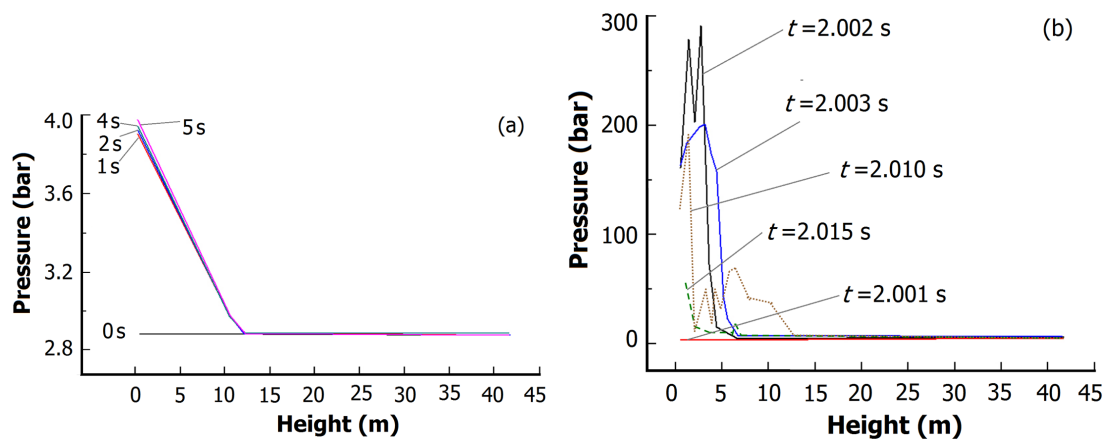 (a)
4.0
4s
5s
2s
1s
3.6
3.2
0s
2.8
Pressure (bar)
0 5 10 15 20 25 30 35 40 45
Height (m)
(b)
300
t=2.002 s
t=2.003 s
200
t=2.010 s
t=2.015 s
100
t=2.001 s
0
Pressure (bar)
0 5 10 15 20 25 30 35 40 45
Height (m)